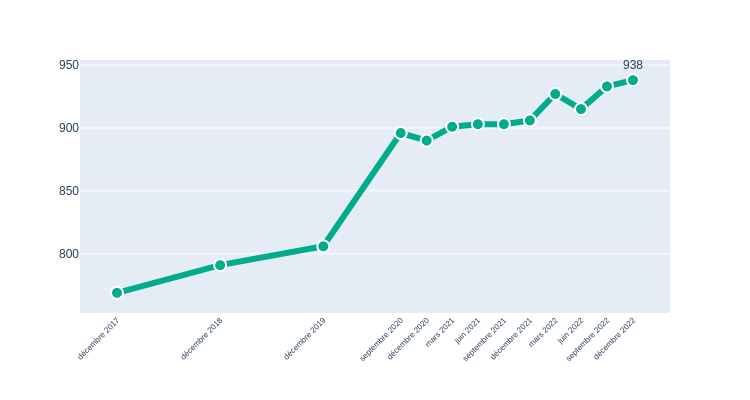 950
938
900
850
800
décembre 2017
décembre 2018
décembre 2019
septembre 2020
décembre 2020
mars 2021
juin 2021
septembre 2021
décembre 2021
mars 2022
juin 2022
septembre 2022
décembre 2022